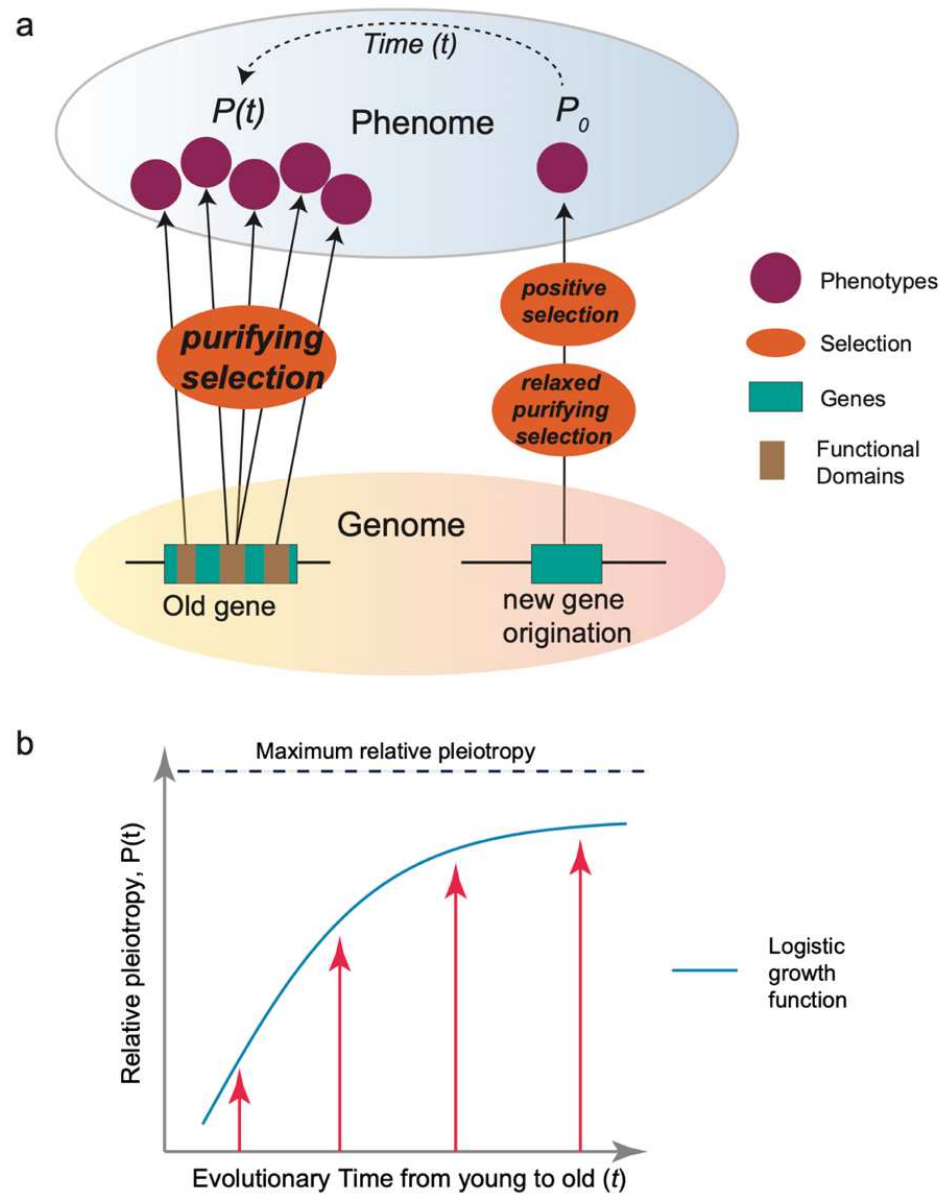 a
Time (t)
P(t)
P0
Phenome
positive
selection
purifying
selection
relaxed
purifying
selection
Phenotypes
Selection
Genes
Functional
Domains
Genome
Old gene
new gene
origination
b
Maximum relative pleiotropy
Relative pleiotropy, P(t)
Logistic
growth
function
Evolutionary Time from young to old (t)